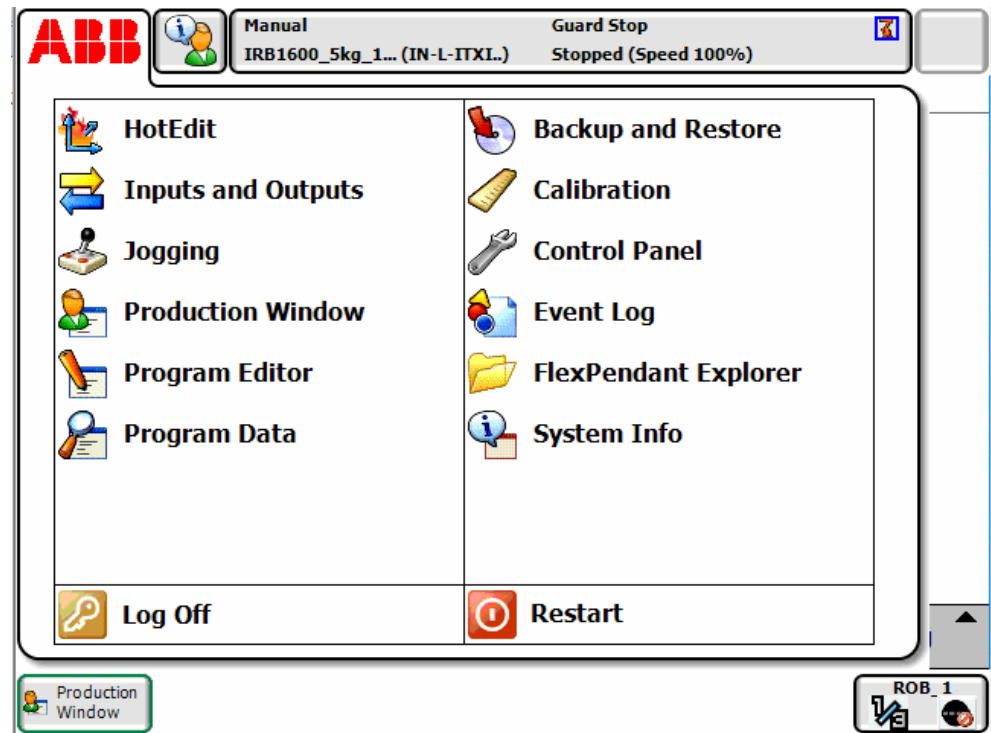 ABB
Manual
Guard Stop
IRB1600_5kg_1... (IN-L-ITXI..)
Stopped (Speed 100%)
HotEdit
Backup and Restore
Inputs and Outputs
Calibration
Jogging
Control Panel
Production Window
Event Log
Program Editor
FlexPendant Explorer
Program Data
System Info
Log Off
Restart
Production
Window
ROB_1
1/3